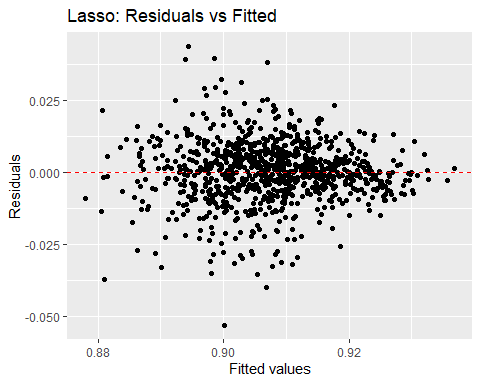 Lasso: Residuals vs Fitted
Residuals
0.025
0.000
-0.025
-0.050
0.88
0.90
0.92
Fitted values